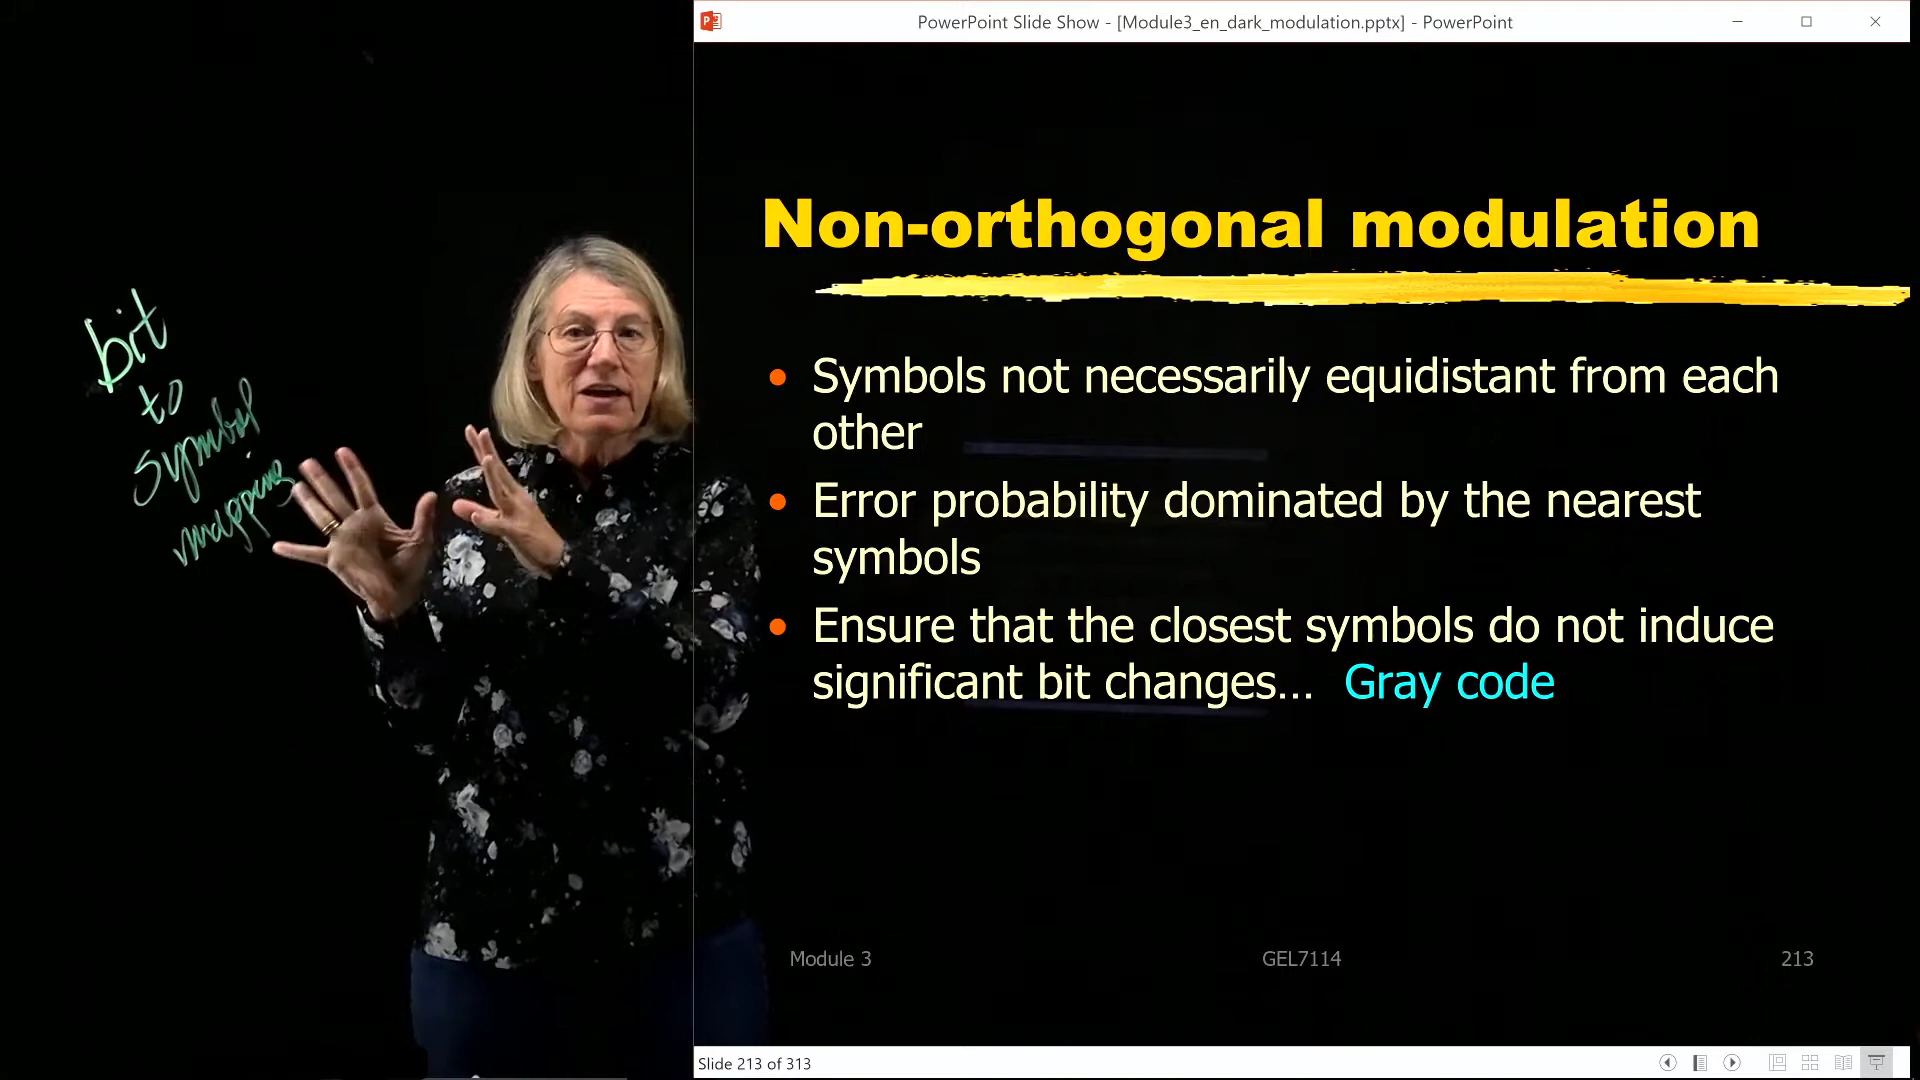 PowerPoint Slide Show - [Module3_en_dark_modulation.pptx] - PowerPoint
bit
to
symbol
mapping
Non-orthogonal modulation
• Symbols not necessarily equidistant from each
other
• Error probability dominated by the nearest
symbols
• Ensure that the closest symbols do not induce
significant bit changes… Gray code
Module 3 GEL7114 213
Slide 213 of 313